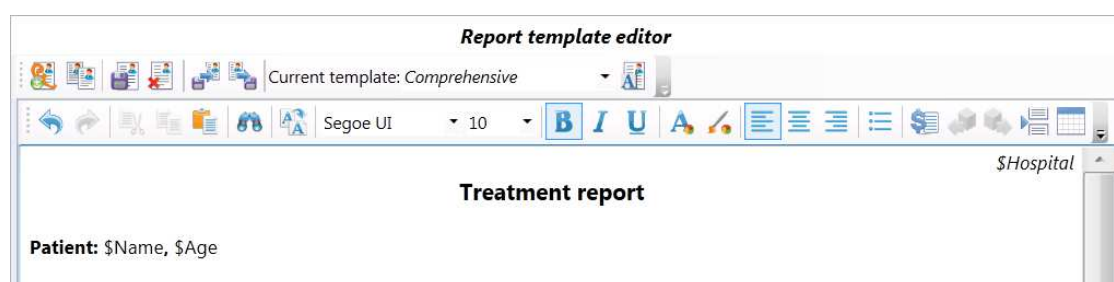 Report template editor
Current template: Comprehensive
Segoe UI 10 B I U A
$Hospital
Treatment report
Patient: $Name, $Age